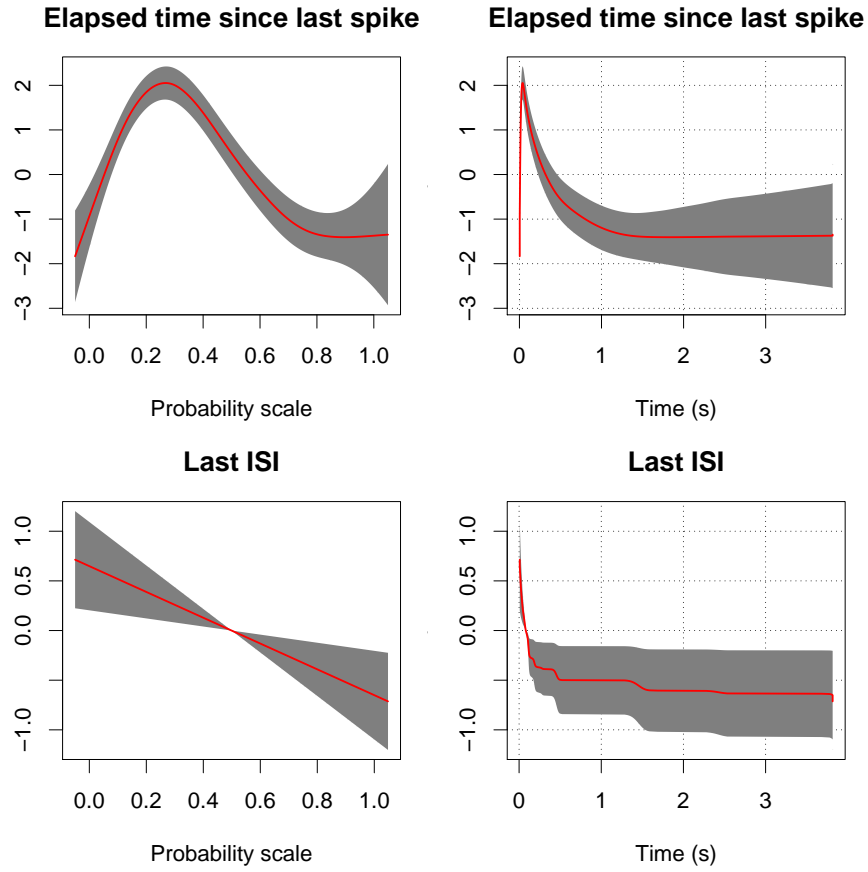 Elapsed time since last spike
Elapsed time since last spike
2
1
0
−1
−2
−3
0.0 0.2 0.4 0.6 0.8 1.0
Probability scale
2
1
0
−1
−2
−3
0 1 2 3
Time (s)
Last ISI
Last ISI
1.0
0.5
0.0
−1.0
0.0 0.2 0.4 0.6 0.8 1.0
Probability scale
1.0
0.5
0.0
−1.0
0 1 2 3
Time (s)